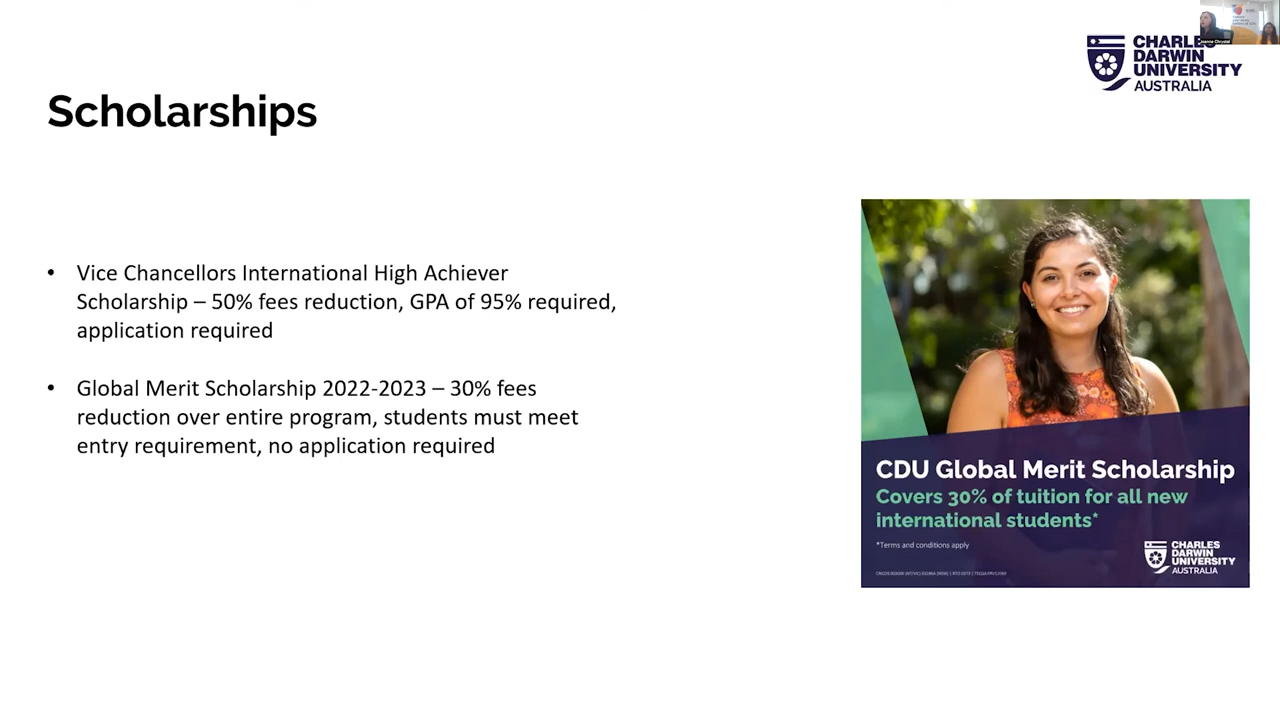 CHARLES
DARWIN
UNIVERSITY
AUSTRALIA
Scholarships
• Vice Chancellors International High Achiever
Scholarship – 50% fees reduction, GPA of 95% required,
application required
• Global Merit Scholarship 2022-2023 – 30% fees
reduction over entire program, students must meet
entry requirement, no application required
CDU Global Merit Scholarship
Covers 30% of tuition for all new
international students*
*Terms and conditions apply
CHARLES
DARWIN
UNIVERSITY
AUSTRALIA